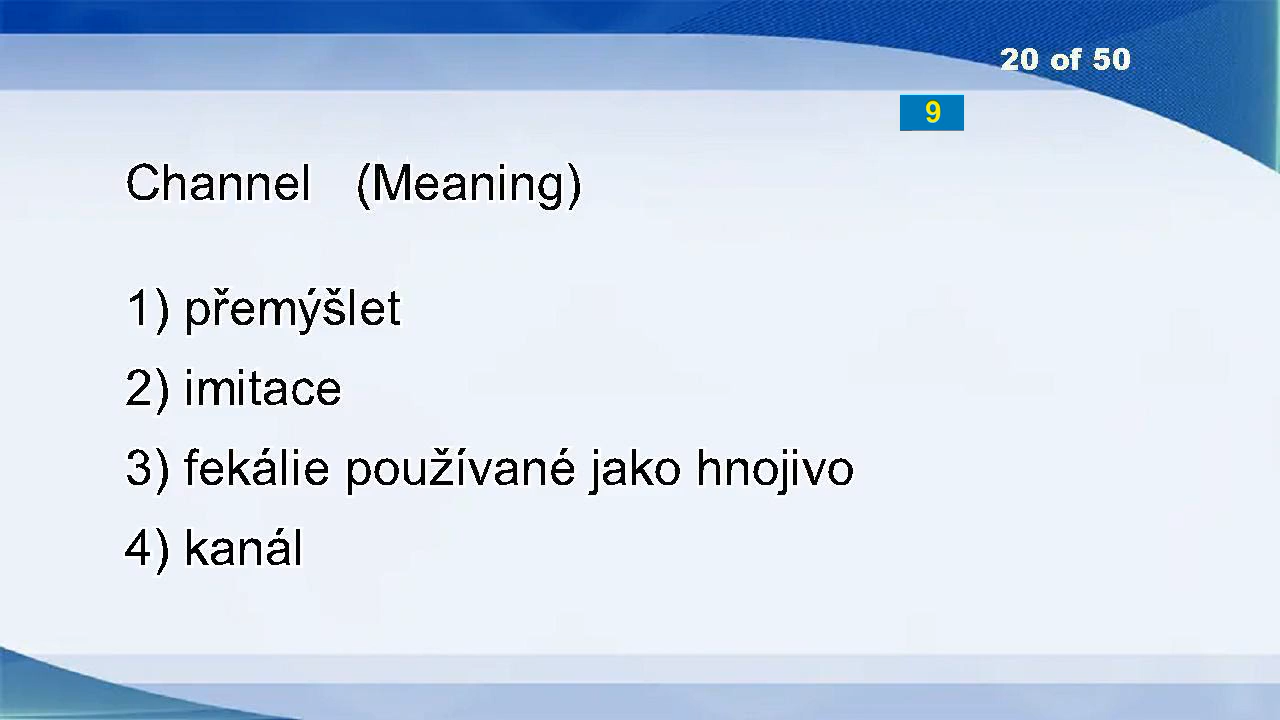 20 of 50
9
Channel (Meaning)
1) přemýšlet
2) imitace
3) fekálie používané jako hnojivo
4) kanál